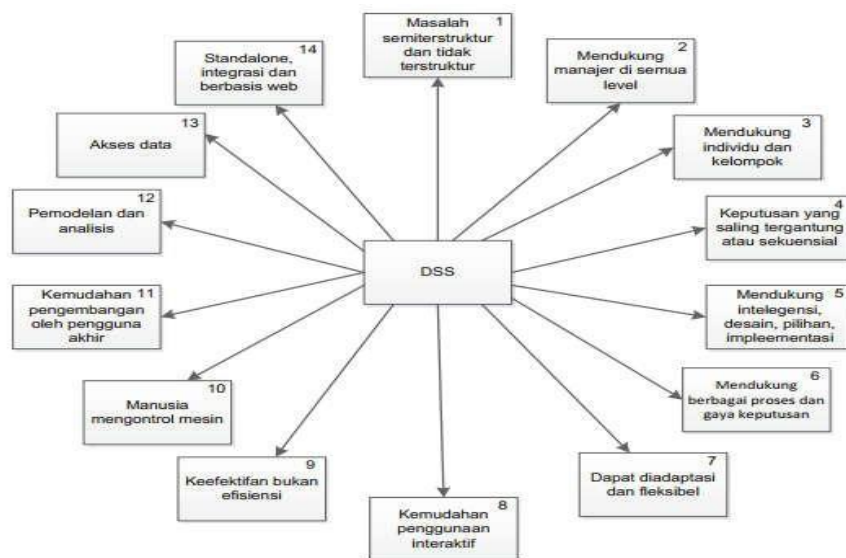 1
Masalah
semiterstruktur
dan tidak
terstruktur
2
Mendukung
manajer di semua
level
3
Mendukung
individu dan
kelompok
4
Keputusan yang
saling tergantung
atau sekuensial
5
Mendukung
intelegensi,
desain, pilihan,
impleementasi
6
Mendukung
berbagai proses dan
gaya keputusan
7
Dapat diadaptasi
dan fleksibel
8
Kemudahan
penggunaan
interaktif
9
Keefektifan bukan
efisiensi
10
Manusia
mengontrol mesin
11
Kemudahan
pengembangan
oleh pengguna
akhir
12
Pemodelan dan
analisis
13
Akses data
14
Standalone,
integrasi dan
berbasis web
DSS